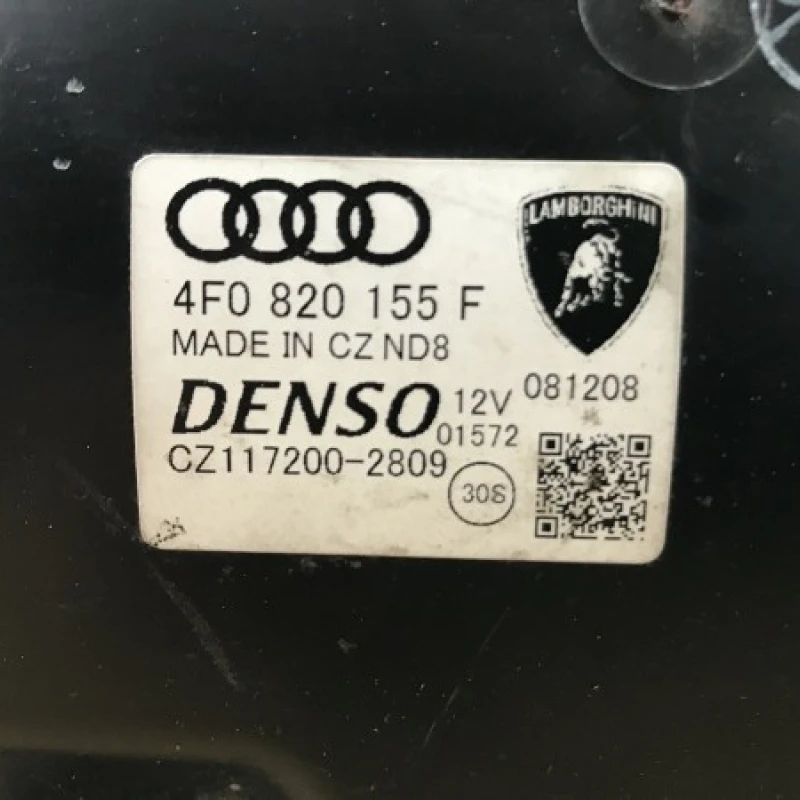 LAMBORGHINI
4F0 820 155 F
MADE IN CZ ND8
DENSO 12V 081208
01572
CZ117200-2809
30S